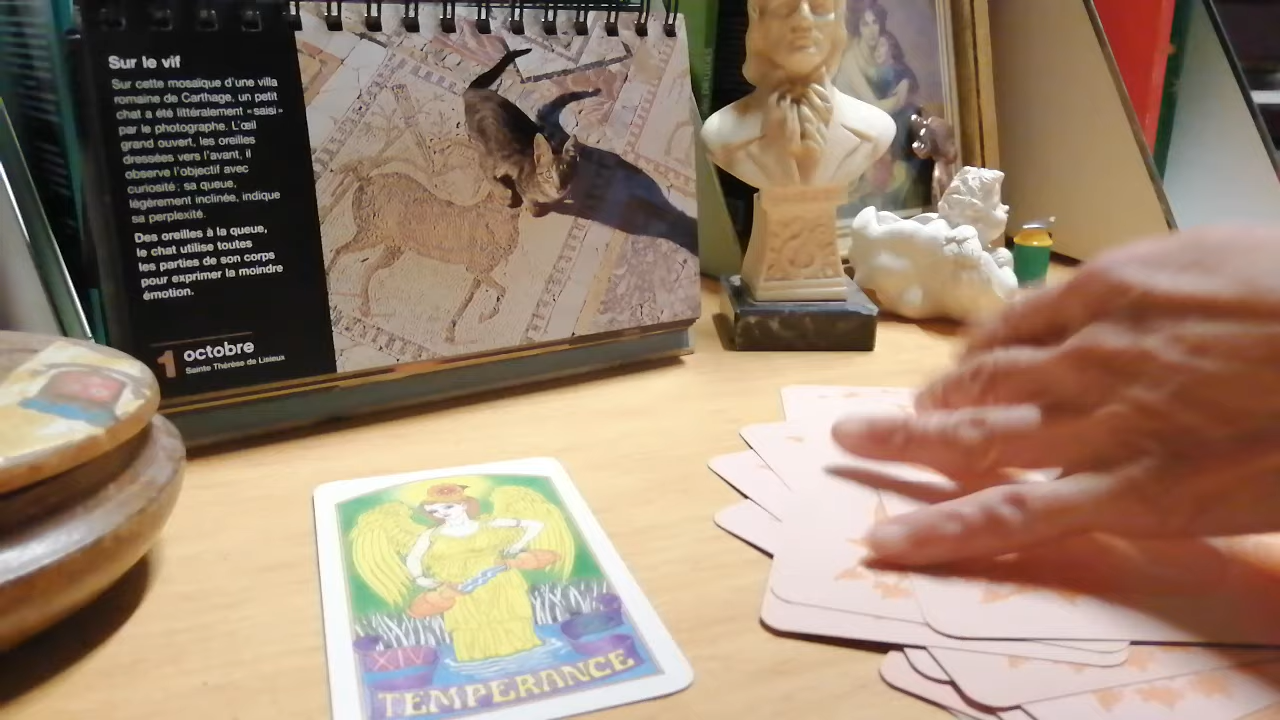 Sur le vif
Sur cette mosaïque d'une villa
romaine de Carthage, un petit
chat a été littéralement «saisi»
par le photographe. L'œil
grand ouvert, les oreilles
dressées vers l'avant, il
observe l'objectif avec
curiosité ; sa queue,
légèrement inclinée, indique
sa perplexité.
Des oreilles à la queue,
le chat utilise toutes
les parties de son corps
pour exprimer la moindre
émotion.
1 octobre
Sainte Thérèse de Lisieux
XIV
TEMPERANCE